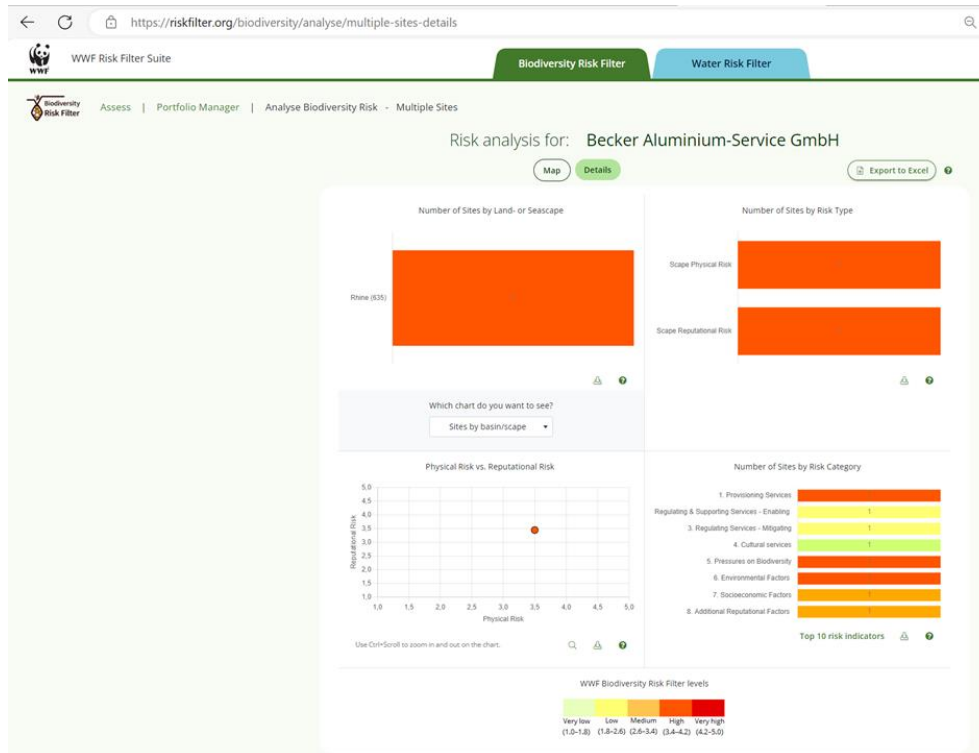 https://riskfilter.org/biodiversity/analyse/multiple-sites-details
WWF
WWF Risk Filter Suite
Biodiversity Risk Filter
Water Risk Filter
Biodiversity
Risk Filter
Assess | Portfolio Manager | Analyse Biodiversity Risk - Multiple Sites
Risk analysis for: Becker Aluminium-Service GmbH
Map
Details
Export to Excel
Number of Sites by Land- or Seascape
Rhine (635)
Number of Sites by Risk Type
Scape Physical Risk
Scape Reputational Risk
Which chart do you want to see?
Sites by basin/scape
Physical Risk vs. Reputational Risk
Reputational Risk
5,0
4,5
4,0
3,5
3,0
2,5
2,0
1,5
1,0
1,0 1,5 2,0 2,5 3,0 3,5 4,0 4,5 5,0
Physical Risk
Use Ctrl+Scroll to zoom in and out on the chart.
Number of Sites by Risk Category
1. Provisioning Services
Regulating & Supporting Services - Enabling 1
3. Regulating Services - Mitigating 1
4. Cultural services 1
5. Pressures on Biodiversity
6. Environmental Factors
7. Socioeconomic Factors 1
8. Additional Reputational Factors 1
Top 10 risk indicators
WWF Biodiversity Risk Filter levels
Very low Low Medium High Very high
(1.0–1.8) (1.8–2.6) (2.6–3.4) (3.4–4.2) (4.2–5.0)